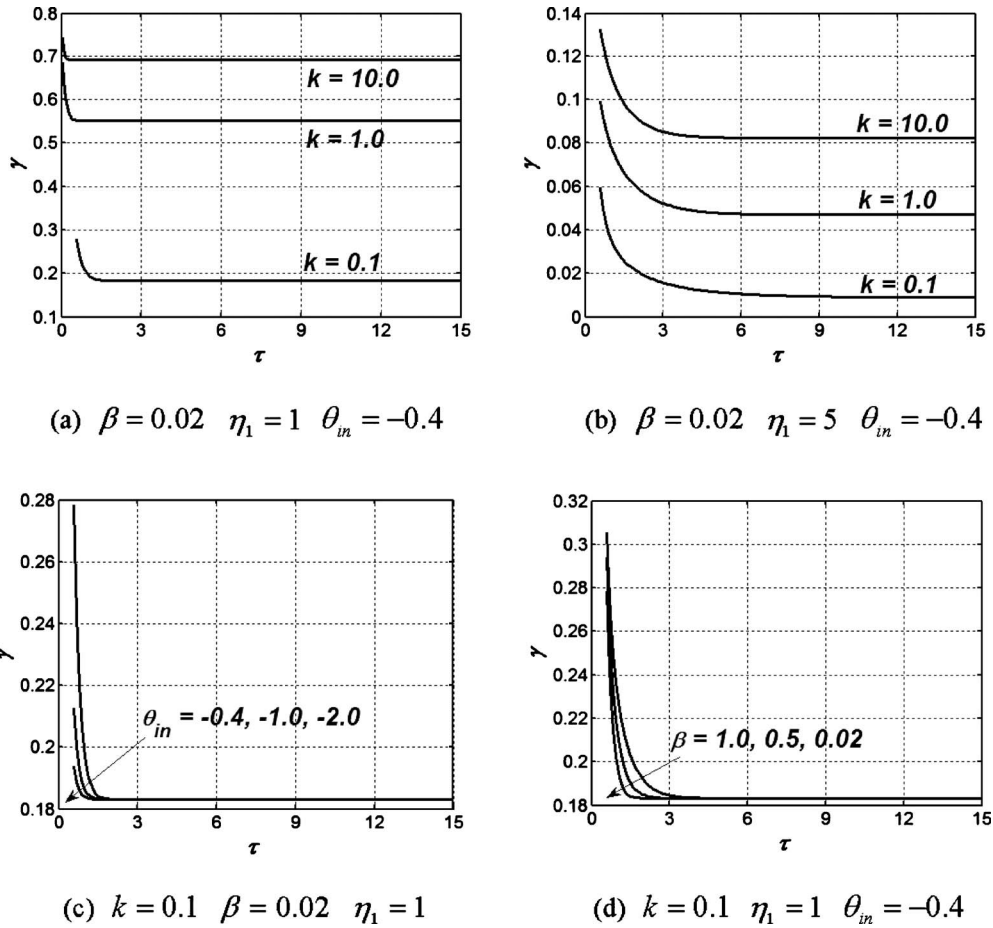 0.8
0.7
0.6
0.5
0.4
0.3
0.2
0.1
γ
k = 10.0
k = 1.0
k = 0.1
0 3 6 9 12 15
τ
(a) β = 0.02 η₁ = 1 θ_in = −0.4
0.14
0.12
0.1
0.08
0.06
0.04
0.02
0
γ
k = 10.0
k = 1.0
k = 0.1
0 3 6 9 12 15
τ
(b) β = 0.02 η₁ = 5 θ_in = −0.4
0.28
0.26
0.24
0.22
0.2
0.18
γ
θ_in = -0.4, -1.0, -2.0
0 3 6 9 12 15
τ
(c) k = 0.1 β = 0.02 η₁ = 1
0.32
0.3
0.28
0.26
0.24
0.22
0.2
0.18
γ
β = 1.0, 0.5, 0.02
0 3 6 9 12 15
τ
(d) k = 0.1 η₁ = 1 θ_in = −0.4